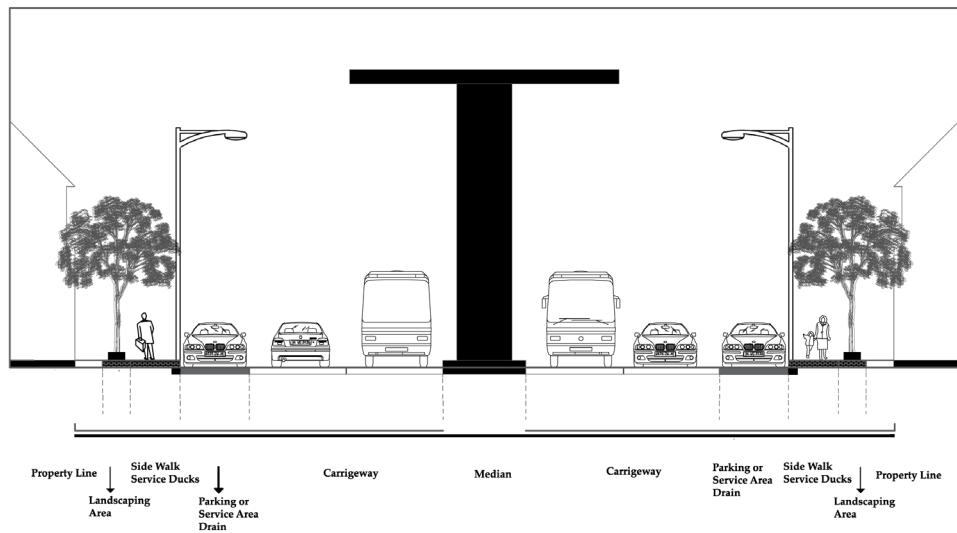 Property Line
Landscaping
Area
Side Walk
Service Ducks
Parking or
Service Area
Drain
Carrigeway
Median
Carrigeway
Parking or
Service Area
Drain
Side Walk
Service Ducks
Landscaping
Area
Property Line